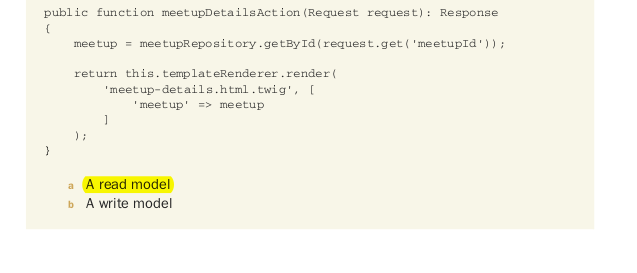 public function meetupDetailsAction(Request request): Response
{
    meetup = meetupRepository.getById(request.get('meetupId'));
    return this.templateRenderer.render(
        'meetup-details.html.twig', [
            'meetup' => meetup
        ]
    );
}
a A read model
b A write model